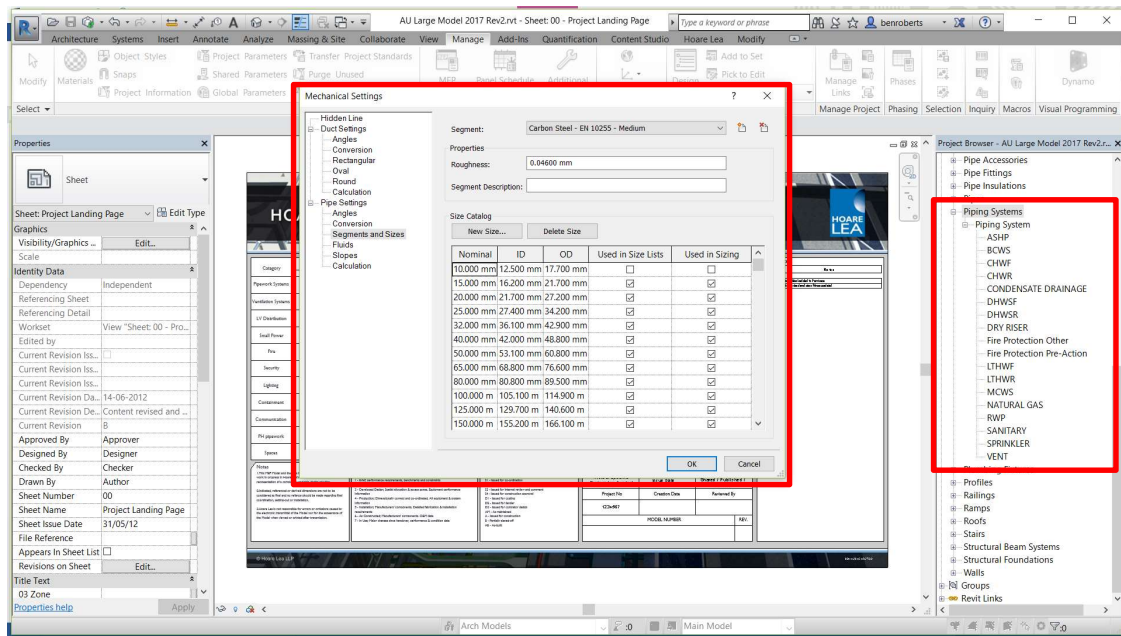 AU Large Model 2017 Rev2.rvt - Sheet: 00 - Project Landing Page
Type a keyword or phrase
benroberts
Architecture Systems Insert Annotate Analyze Massing & Site Collaborate View Manage Add-Ins Quantification Content Studio Hoare Lea Modify
Modify
Materials
Object Styles
Snaps
Project Information
Project Parameters
Shared Parameters
Global Parameters
Transfer Project Standards
Purge Unused
MEP
Panel Schedule
Additional
Design
Add to Set
Pick to Edit
Manage Links
Phases
Dynamo
Select
Manage Project Phasing Selection Inquiry Macros Visual Programming
Properties
Sheet
Sheet: Project Landing Page
Edit Type
Graphics
Visibility/Graphics ... Edit...
Scale
Identity Data
Dependency Independent
Referencing Sheet
Referencing Detail
Workset View "Sheet: 00 - Pro...
Edited by
Current Revision Iss...
Current Revision Iss...
Current Revision Iss...
Current Revision Da... 14-06-2012
Current Revision De... Content revised and ...
Current Revision B
Approved By Approver
Designed By Designer
Checked By Checker
Drawn By Author
Sheet Number 00
Sheet Name Project Landing Page
Sheet Issue Date 31/05/12
File Reference
Appears In Sheet List
Revisions on Sheet Edit...
Title Text
03 Zone
Properties help
Apply
Mechanical Settings
Hidden Line
Duct Settings
Angles
Conversion
Rectangular
Oval
Round
Calculation
Pipe Settings
Angles
Conversion
Segments and Sizes
Fluids
Slopes
Calculation
Segment: Carbon Steel - EN 10255 - Medium
Properties
Roughness: 0.04600 mm
Segment Description:
Size Catalog
New Size...
Delete Size
Nominal ID OD Used in Size Lists Used in Sizing
10.000 mm 12.500 mm 17.700 mm
15.000 mm 16.200 mm 21.700 mm
20.000 mm 21.700 mm 27.200 mm
25.000 mm 27.400 mm 34.200 mm
32.000 mm 36.100 mm 42.900 mm
40.000 mm 42.000 mm 48.800 mm
50.000 mm 53.100 mm 60.800 mm
65.000 mm 68.800 mm 76.600 mm
80.000 mm 80.800 mm 89.500 mm
100.000 m 105.100 m 114.900 m
125.000 m 129.700 m 140.600 m
150.000 m 155.200 m 166.100 m
OK
Cancel
HOARE LEA
Category
Pipework Systems
Ventilation Systems
LV Distribution
Small Power
Fire
Security
Lighting
Containment
Communication
PH pipework
Spaces
Notes
Project No
Creation Date
Reviewed By
MODEL NUMBER
REV.
© Hoare Lea LLP
Project Browser - AU Large Model 2017 Rev2.r...
Pipe Accessories
Pipe Fittings
Pipe Insulations
Piping Systems
Piping System
ASHP
BCWS
CHWF
CHWR
CONDENSATE DRAINAGE
DHWSF
DHWSR
DRY RISER
Fire Protection Other
Fire Protection Pre-Action
LTHWF
LTHWR
MCWS
NATURAL GAS
RWP
SANITARY
SPRINKLER
VENT
Profiles
Railings
Ramps
Roofs
Stairs
Structural Beam Systems
Structural Foundations
Walls
Groups
Revit Links
Arch Models
:0
Main Model
:0